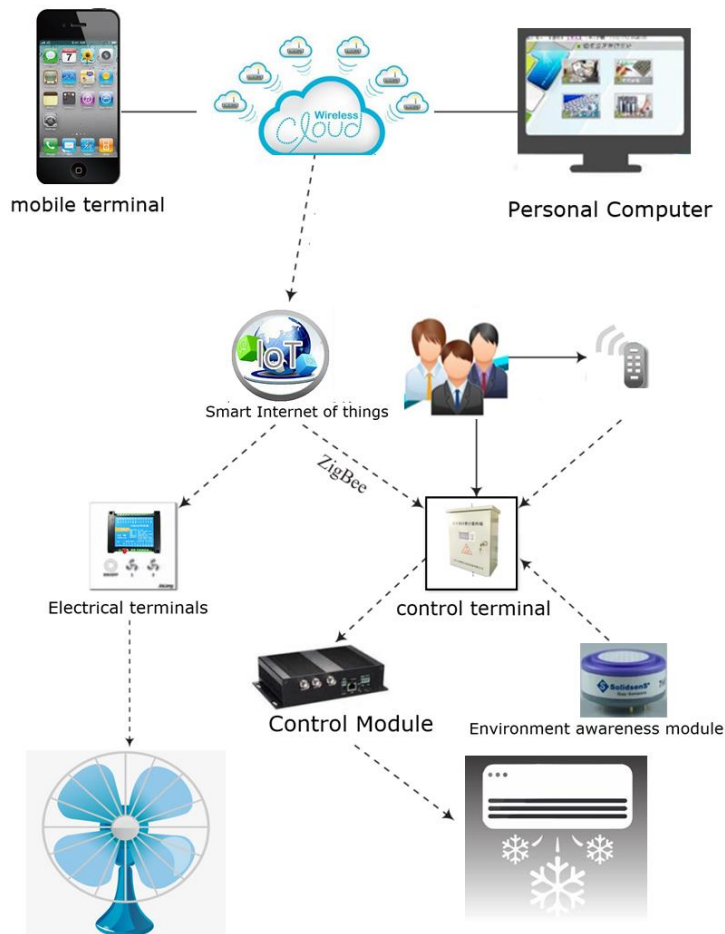 Wireless
Cloud
mobile terminal
Personal Computer
IoT
Smart Internet of things
ZigBee
Electrical terminals
control terminal
SolidsenS
Control Module
Environment awareness module